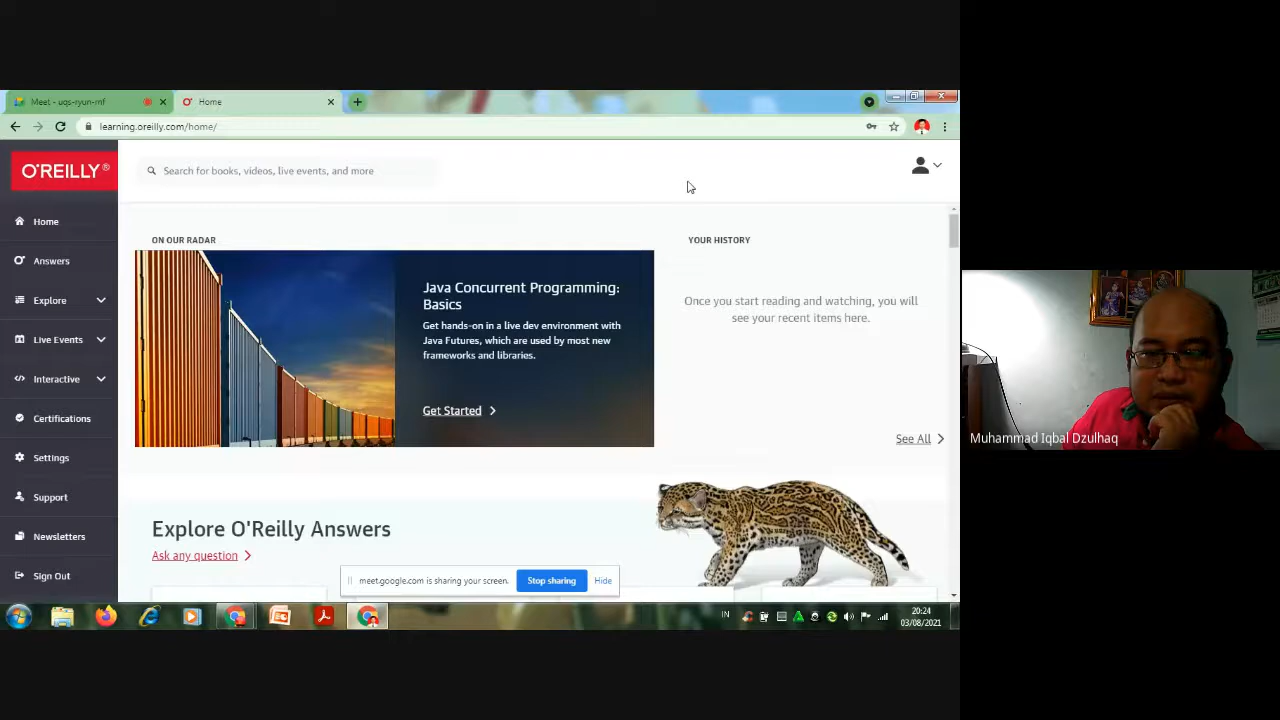 Meet - uqs-ryun-mf
Home
learning.oreilly.com/home/
O'REILLY®
Search for books, videos, live events, and more
Home
Answers
Explore
Live Events
Interactive
Certifications
Settings
Support
Newsletters
Sign Out
ON OUR RADAR
Java Concurrent Programming:
Basics
Get hands-on in a live dev environment with
Java Futures, which are used by most new
frameworks and libraries.
Get Started
YOUR HISTORY
Once you start reading and watching, you will
see your recent items here.
See All
Explore O'Reilly Answers
Ask any question
meet.google.com is sharing your screen.
Stop sharing
Hide
IN
20:24
03/08/2021
Muhammad Iqbal Dzulhaq